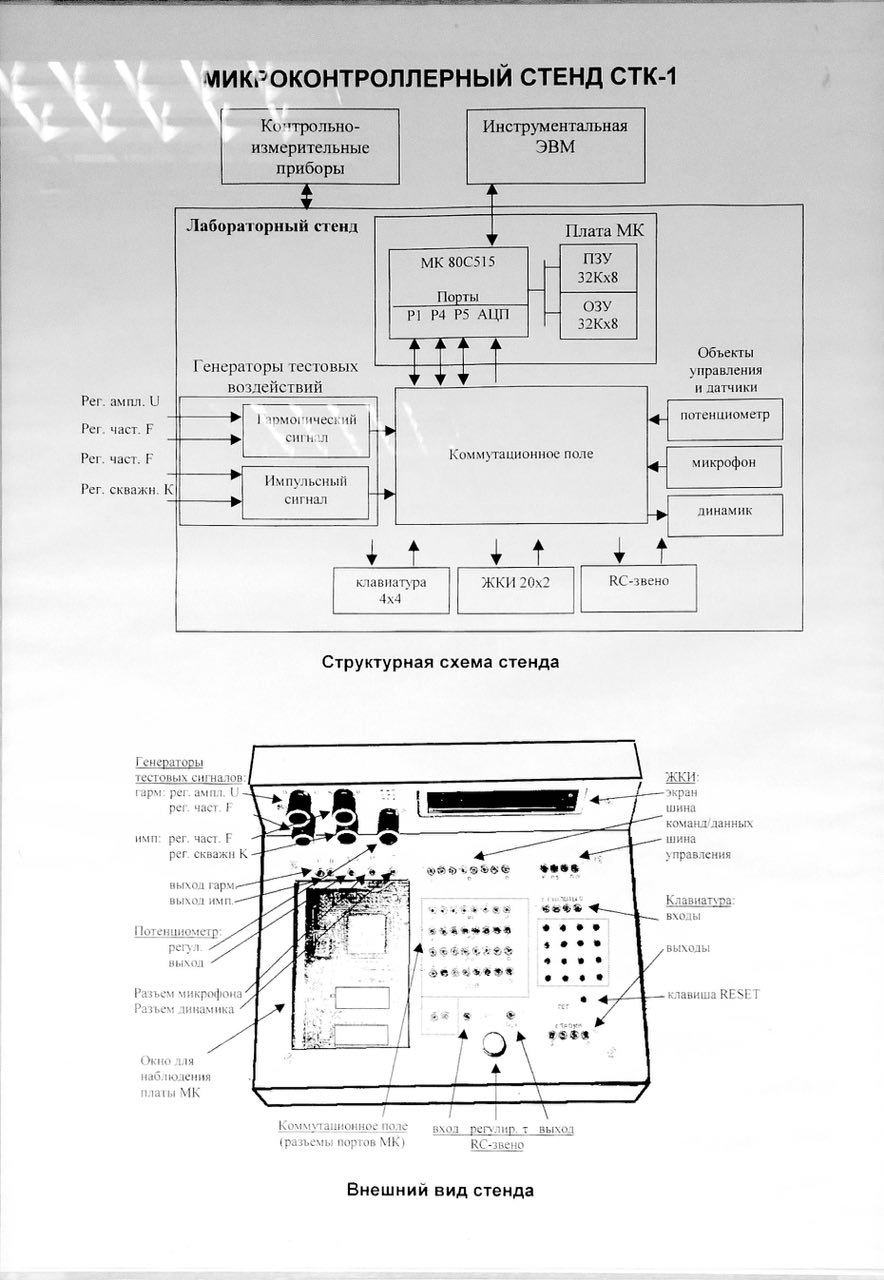 МИКРОКОНТРОЛЛЕРНЫЙ СТЕНД СТК-1
Контрольно-
измерительные
приборы
Инструментальная
ЭВМ
Лабораторный стенд
Плата МК
МК 80С515
Порты
Р1 Р4 Р5 АЦП
ПЗУ
32Кх8
ОЗУ
32Кх8
Генераторы тестовых
воздействий
Объекты
управления
и датчики
Рег. ампл. U
Рег. част. F
Рег. част. F
Рег. скважн. К
Гармонический
сигнал
Импульсный
сигнал
Коммутационное поле
потенциометр
микрофон
динамик
клавиатура
4х4
ЖКИ 20х2
RC-звено
Структурная схема стенда
Генераторы
тестовых сигналов:
гарм: рег. ампл. U
рег. част. F
имп: рег. част. F
рег. скважн К
выход гарм.
выход имп.
Потенциометр:
регул.
выход
Разъем микрофона
Разъем динамика
Окно для
наблюдения
платы МК
ЖКИ:
экран
шина
команд/данных
шина
управления
Клавиатура:
входы
выходы
клавиша RESET
Коммутационное поле
(разъемы портов МК)
вход регулир. τ выход
RC-звено
Внешний вид стенда